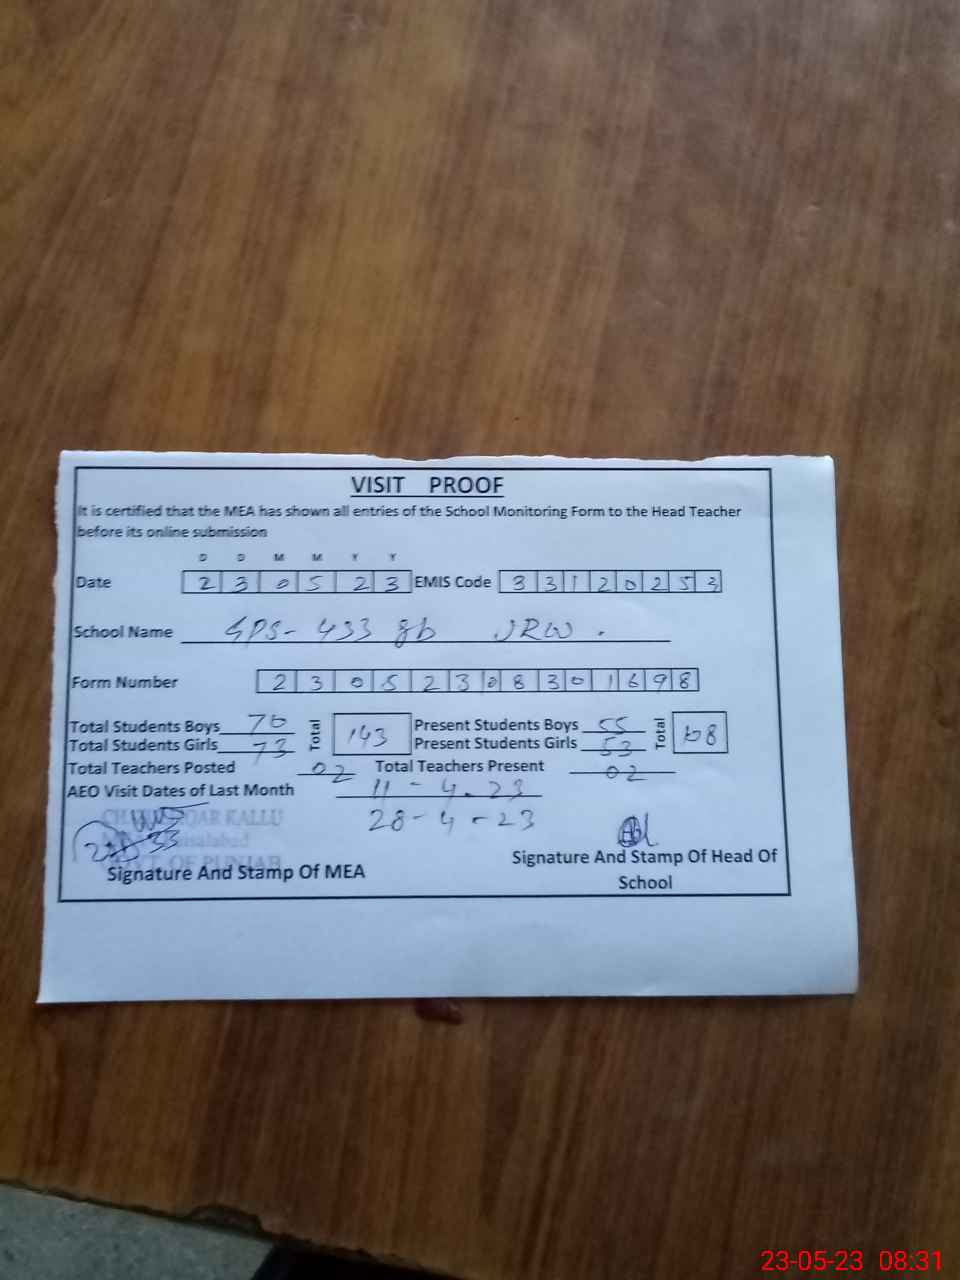 VISIT PROOF
It is certified that the MEA has shown all entries of the School Monitoring Form to the Head Teacher
before its online submission
D D M M Y Y
Date 2 3 0 5 2 3 EMIS Code 3 3 1 2 0 2 5 3
School Name GPS- 433 gb JRW .
Form Number 2 3 0 5 2 3 0 8 3 0 1 6 9 8
Total Students Boys 70 Total 143 Present Students Boys 55 Total 108
Total Students Girls 73 Present Students Girls 53
Total Teachers Posted 02 Total Teachers Present 02
AEO Visit Dates of Last Month 11-4-23
28-4-23
KALLU
GOVT. OF PUNJAB
Signature And Stamp Of MEA
Signature And Stamp Of Head Of
School
23-05-23 08:31